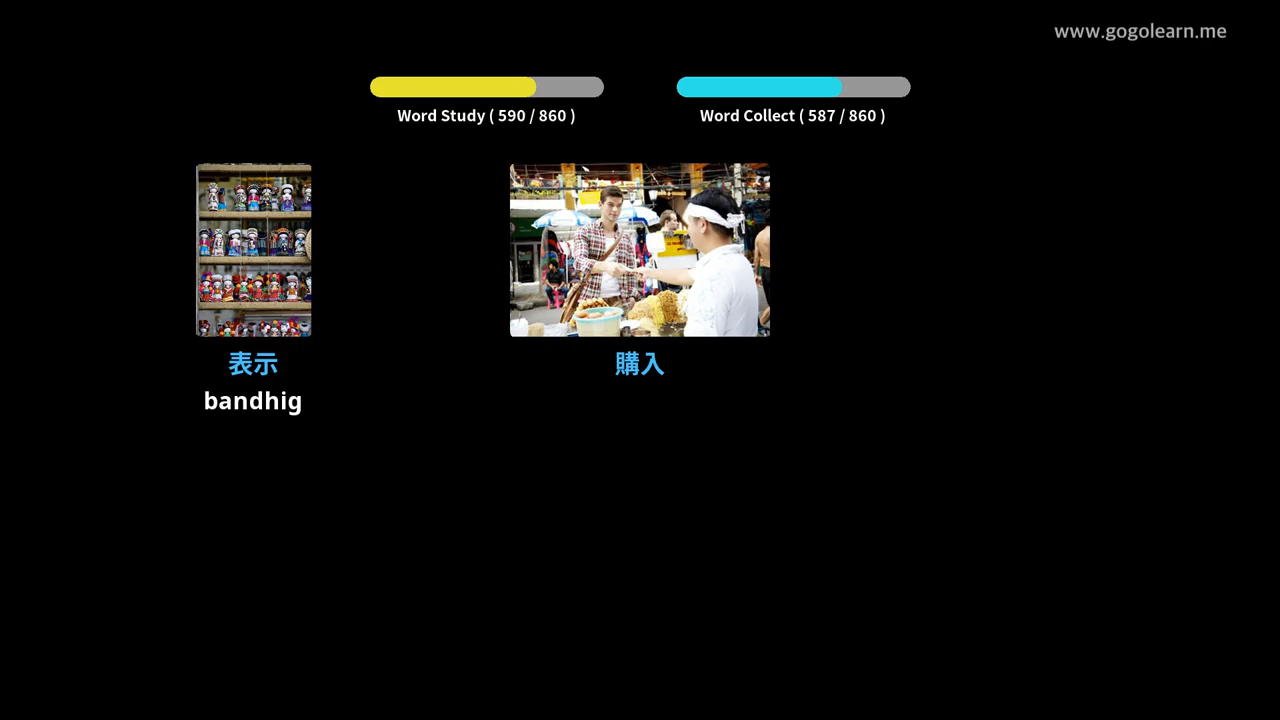 www.gogolearn.me
Word Study ( 590 / 860 )
Word Collect ( 587 / 860 )
表示
購入
bandhig